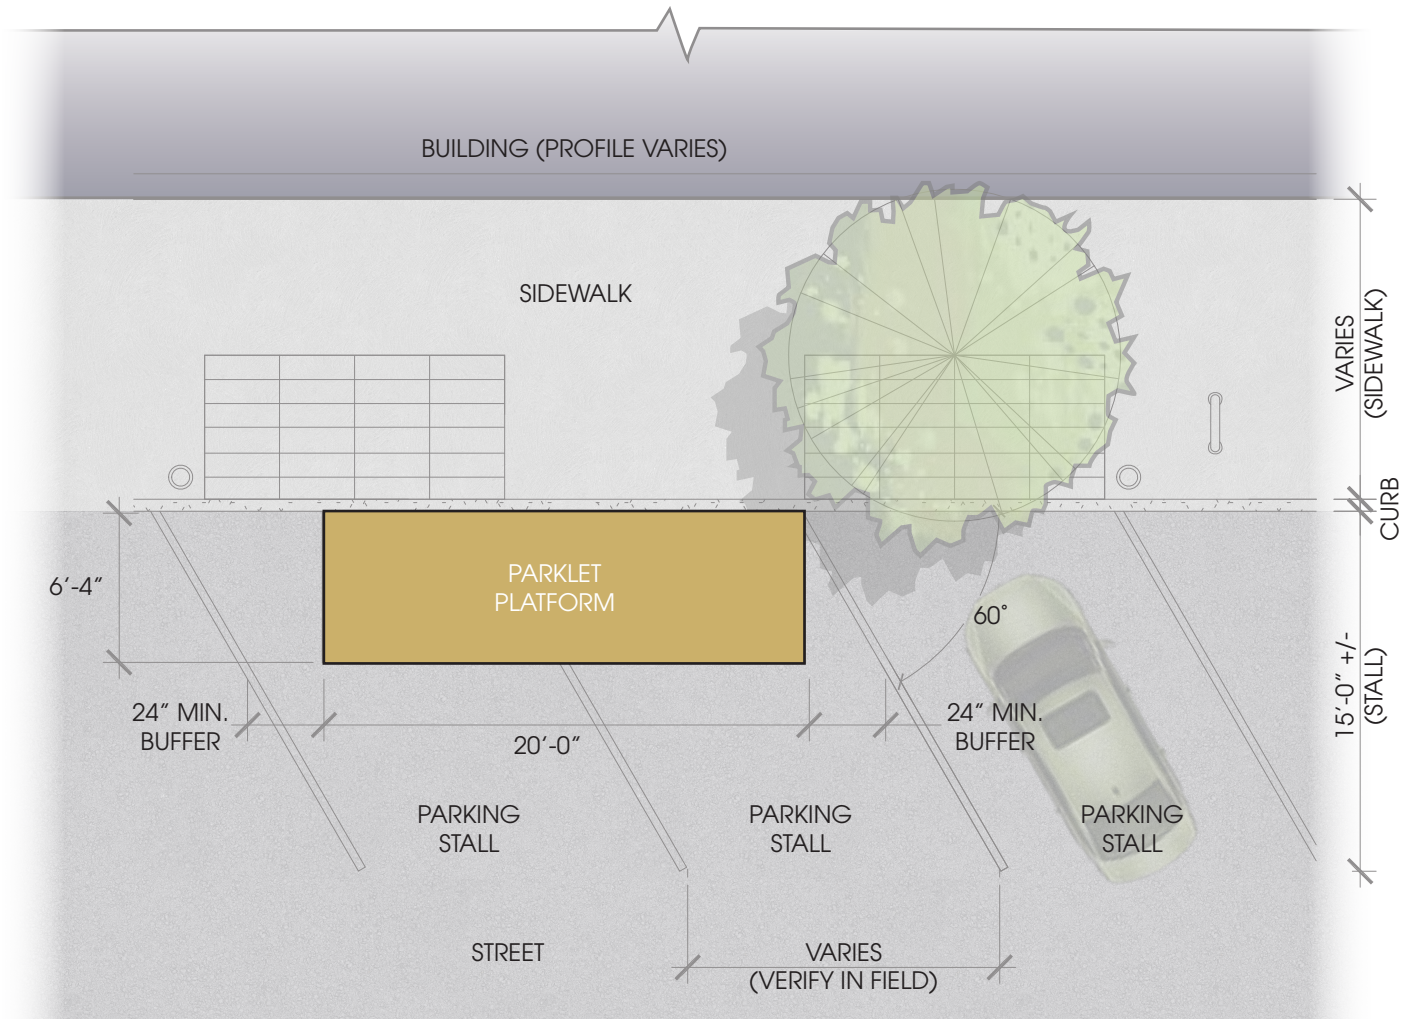 BUILDING (PROFILE VARIES)
SIDEWALK
VARIES
(SIDEWALK)
CURB
PARKLET
PLATFORM
6'-4"
60°
24" MIN.
BUFFER
20'-0"
24" MIN.
BUFFER
15'-0" +/-
(STALL)
PARKING
STALL
PARKING
STALL
PARKING
STALL
STREET
VARIES
(VERIFY IN FIELD)